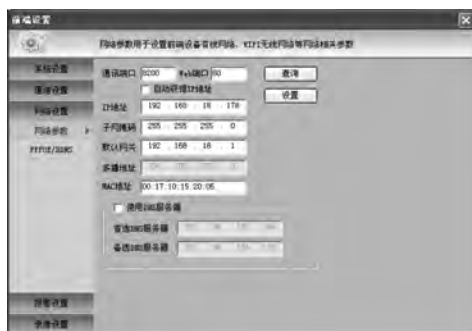 前端设置
网络参数用于设置前端设备有线网络、WIFI无线网络等网络相关参数
系统设置
通道设置
网络设置
网络参数
PPPOE/DDNS
报警设置
录像设置
通讯端口 8200 Web端口 80 查询
自动获得IP地址 设置
IP地址 192 . 168 . 16 . 178
子网掩码 255 . 255 . 255 . 0
默认网关 192 . 168 . 16 . 1
多播地址
MAC地址 00:17:10:15:20:05
使用DNS服务器
首选DNS服务器
备选DNS服务器